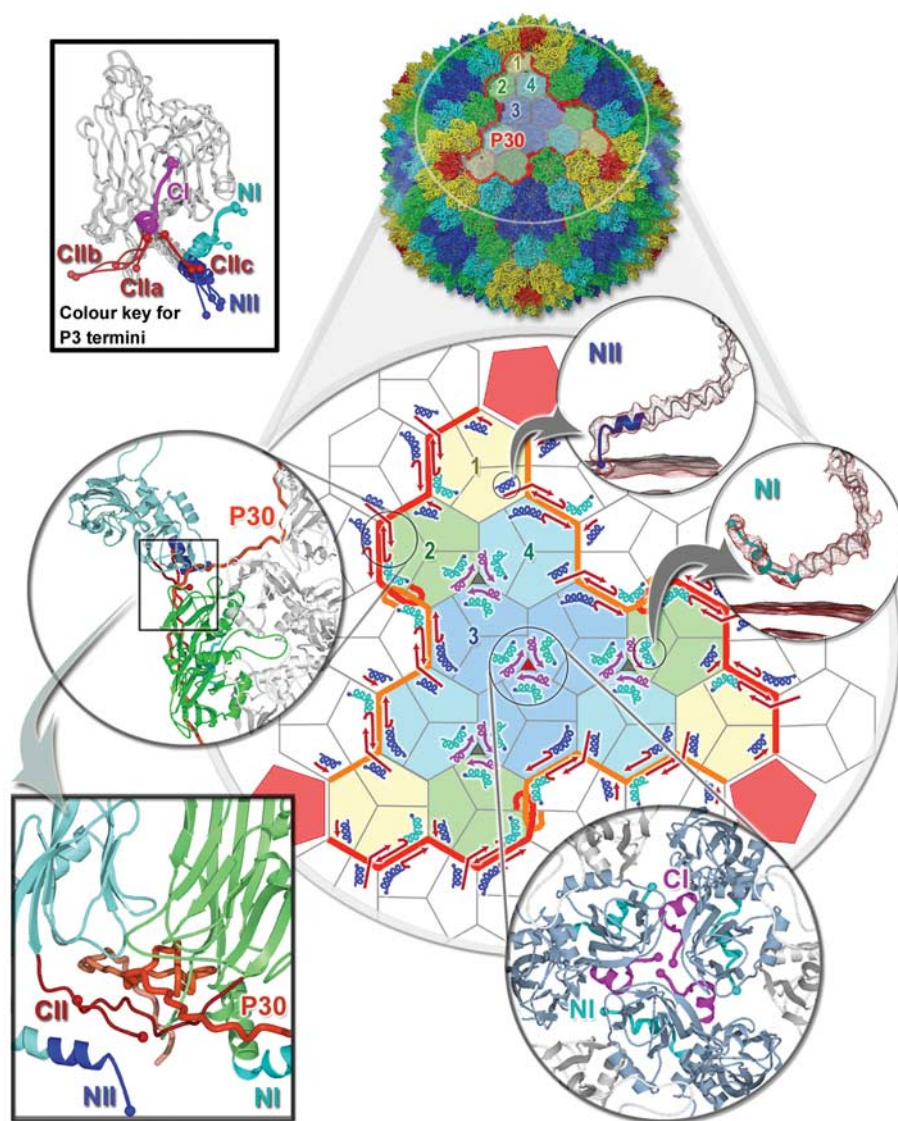 1
2
4
3
P30
CI
NI
CIIb
CIIa
CIIc
NII
Colour key for
P3 termini
NII
NI
1
P30
2
4
3
CII
P30
NII
NI
CI
NI